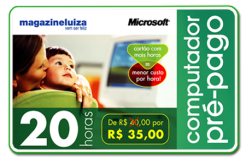 magazineluiza
vem ser feliz
Microsoft
cartão com
mais horas
=
menor custo
por hora!
De R$ 40,00 por
R$ 35,00
20
horas
computador
pré-pago